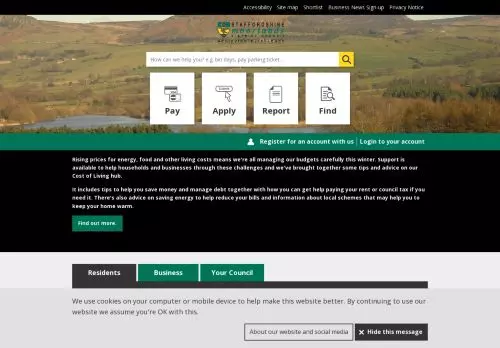 Accessibility Site map Shortlist Business News Sign-up Privacy Notice
STAFFORDSHIRE
moorlands
DISTRICT COUNCIL
How can we help you? e.g. bin days, pay parking ticket...
Pay Apply Report Find
Register for an account with us | Login to your account
Rising prices for energy, food and other living costs means we're all managing our budgets carefully this winter. Support is
available to help households and businesses through these challenges and we've brought together some tips and advice on our
Cost of Living hub.
It includes tips to help you save money and manage debt together with how you can get help paying your rent or council tax if you
need it. There's also advice on saving energy to help reduce your bills and information about local schemes that may help you to
keep your home warm.
Find out more.
Residents Business Your Council
We use cookies on your computer or mobile device to help make this website better. By continuing to use our
website we assume you're OK with this.
About our website and social media × Hide this message